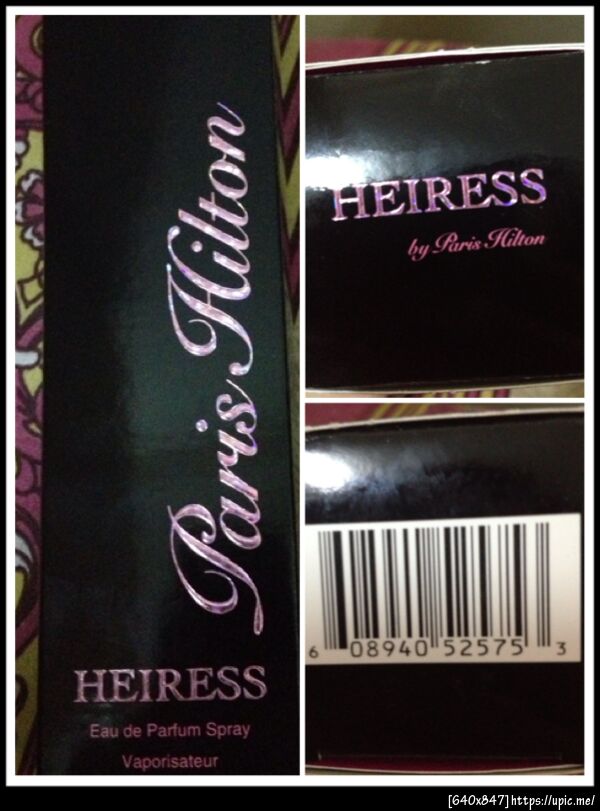 Paris Hilton
HEIRESS
Eau de Parfum Spray
Vaporisateur
HEIRESS
by Paris Hilton
6 08940 52575 3
[640x847]https://upic.me/